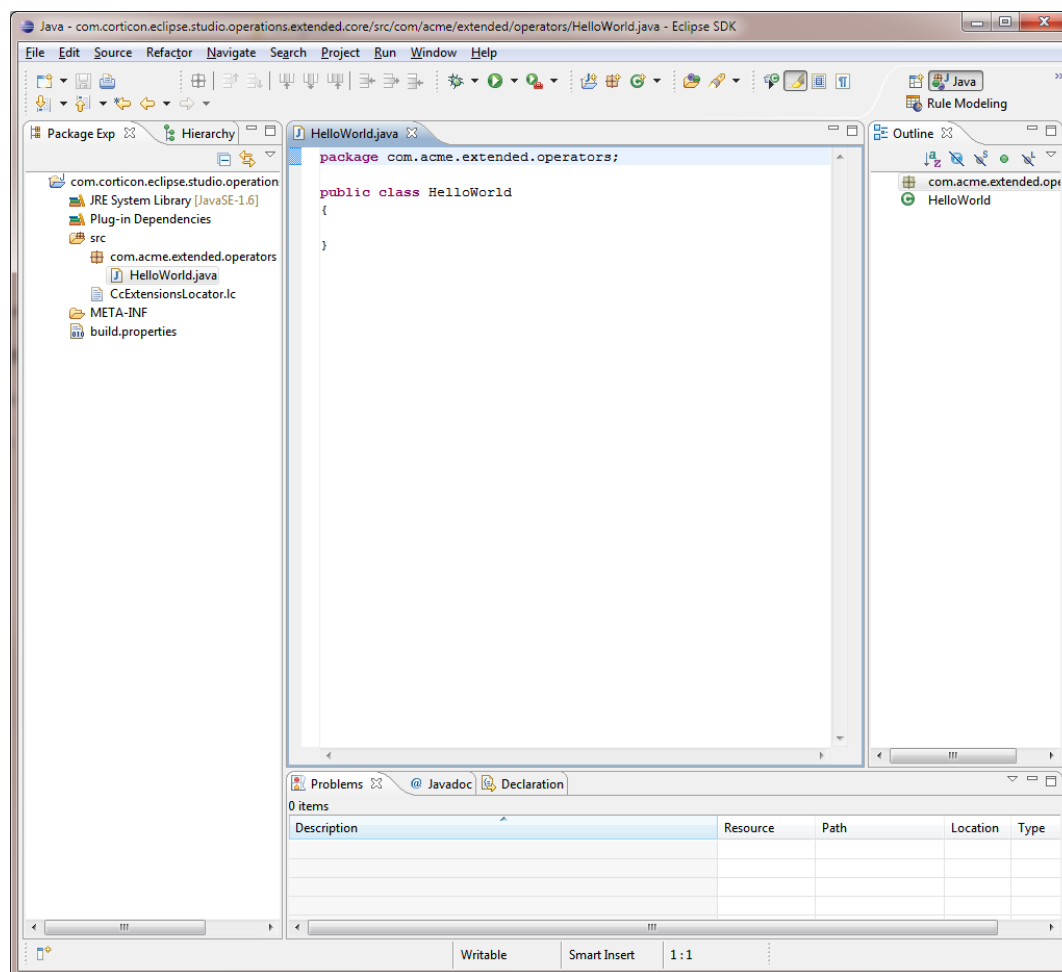 Java - com.corticon.eclipse.studio.operations.extended.core/src/com/acme/extended/operators/HelloWorld.java - Eclipse SDK
File Edit Source Refactor Navigate Search Project Run Window Help
Java
Rule Modeling
Package Exp Hierarchy
com.corticon.eclipse.studio.operation
JRE System Library [JavaSE-1.6]
Plug-in Dependencies
src
com.acme.extended.operators
HelloWorld.java
CcExtensionsLocator.lc
META-INF
build.properties
HelloWorld.java
package com.acme.extended.operators;
public class HelloWorld
{
}
Outline
com.acme.extended.ope
HelloWorld
Problems @ Javadoc Declaration
0 items
Description Resource Path Location Type
Writable Smart Insert 1 : 1